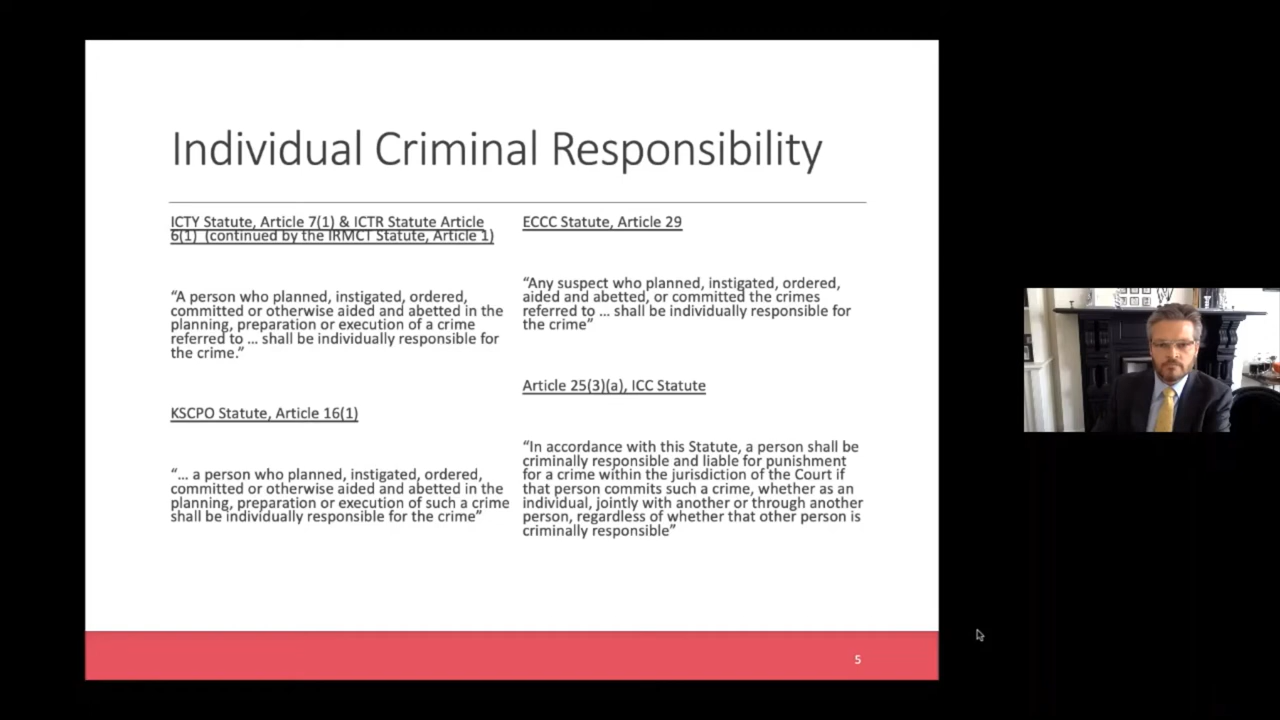 Individual Criminal Responsibility
ICTY Statute, Article 7(1) & ICTR Statute Article
6(1) (continued by the IRMCT Statute, Article 1)
“A person who planned, instigated, ordered,
committed or otherwise aided and abetted in the
planning, preparation or execution of a crime
referred to … shall be individually responsible for
the crime.”
KSCPO Statute, Article 16(1)
“… a person who planned, instigated, ordered,
committed or otherwise aided and abetted in the
planning, preparation or execution of such a crime
shall be individually responsible for the crime”
ECCC Statute, Article 29
“Any suspect who planned, instigated, ordered,
aided and abetted, or committed the crimes
referred to … shall be individually responsible for
the crime”
Article 25(3)(a), ICC Statute
“In accordance with this Statute, a person shall be
criminally responsible and liable for punishment
for a crime within the jurisdiction of the Court if
that person commits such a crime, whether as an
individual, jointly with another or through another
person, regardless of whether that other person is
criminally responsible”
5